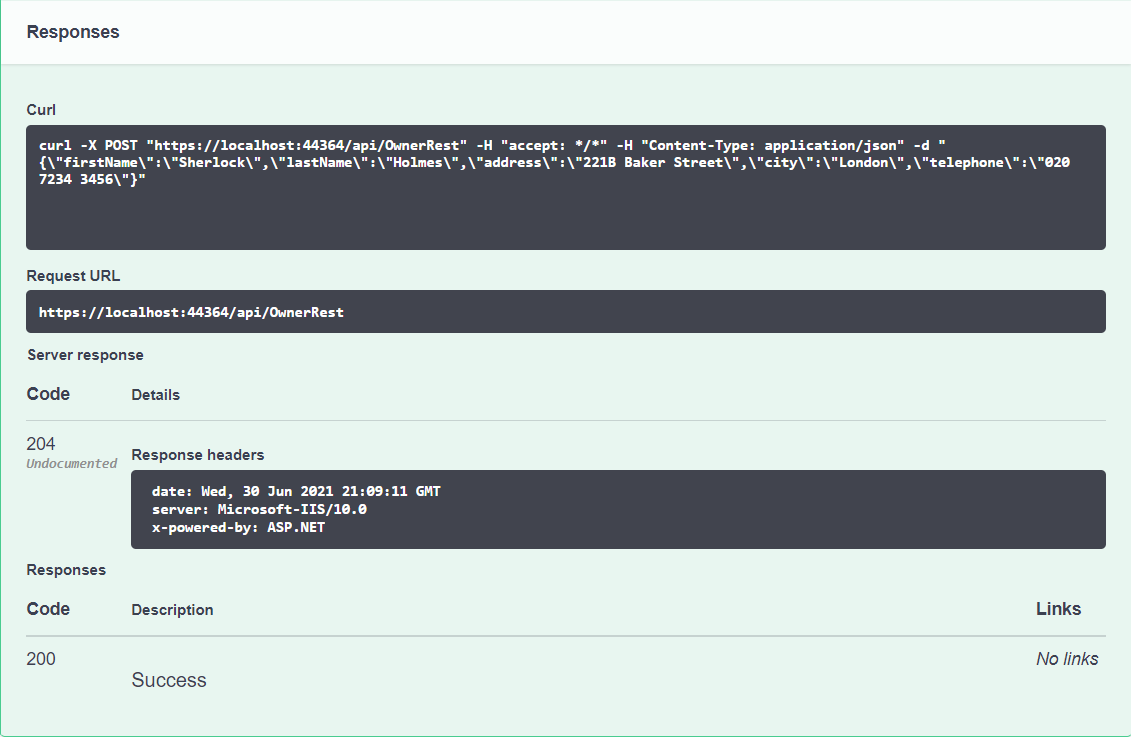 Responses
Curl
curl -X POST "https://localhost:44364/api/OwnerRest" -H "accept: */*" -H "Content-Type: application/json" -d "
{\"firstName\":\"Sherlock\",\"lastName\":\"Holmes\",\"address\":\"221B Baker Street\",\"city\":\"London\",\"telephone\":\"020
7234 3456\"}"
Request URL
https://localhost:44364/api/OwnerRest
Server response
Code Details
204
Undocumented
Response headers
date: Wed, 30 Jun 2021 21:09:11 GMT
server: Microsoft-IIS/10.0
x-powered-by: ASP.NET
Responses
Code Description Links
200 No links
Success